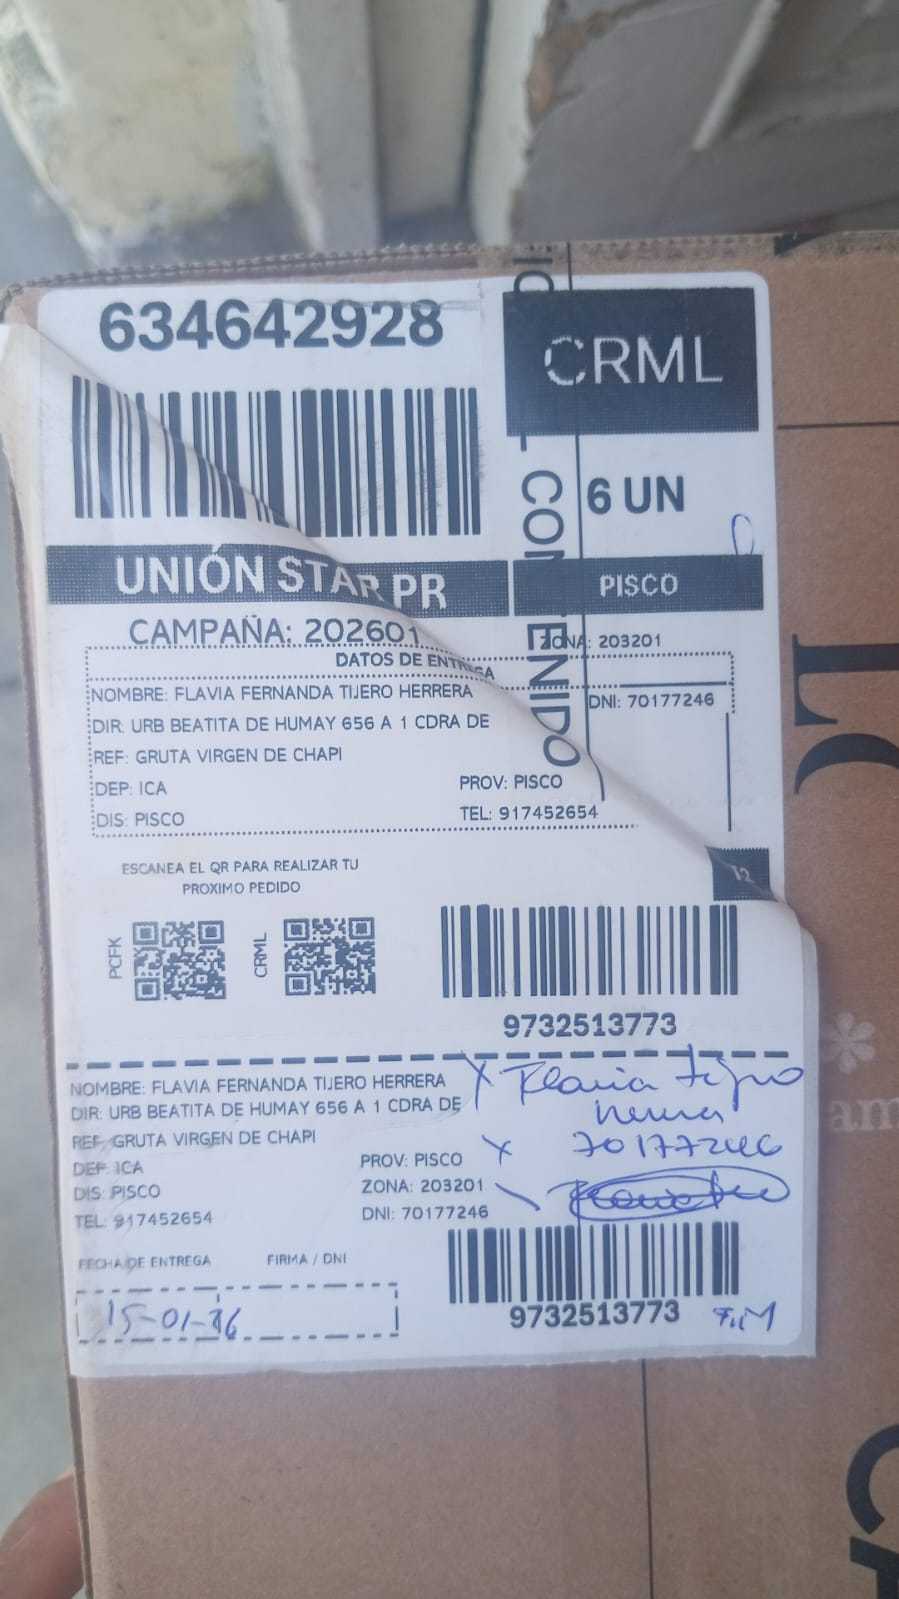 634642928
CRML
6 UN
CONTENIDO
UNIÓN STAR PR
PISCO
CAMPAÑA: 202601
ZONA: 203201
DATOS DE ENTREGA
NOMBRE: FLAVIA FERNANDA TIJERO HERRERA
DNI: 70177246
DIR: URB BEATITA DE HUMAY 656 A 1 CDRA DE
REF: GRUTA VIRGEN DE CHAPI
DEP: ICA PROV: PISCO
DIS: PISCO TEL: 917452654
12
ESCANEA EL QR PARA REALIZAR TU
PROXIMO PEDIDO
PCFK
CRML
9732513773
NOMBRE: FLAVIA FERNANDA TIJERO HERRERA
DIR: URB BEATITA DE HUMAY 656 A 1 CDRA DE
REF: GRUTA VIRGEN DE CHAPI
DEP: ICA PROV: PISCO
DIS: PISCO ZONA: 203201
TEL: 917452654 DNI: 70177246
X Flavia
X 70177246
FECHA DE ENTREGA FIRMA / DNI
15-01-
9732513773